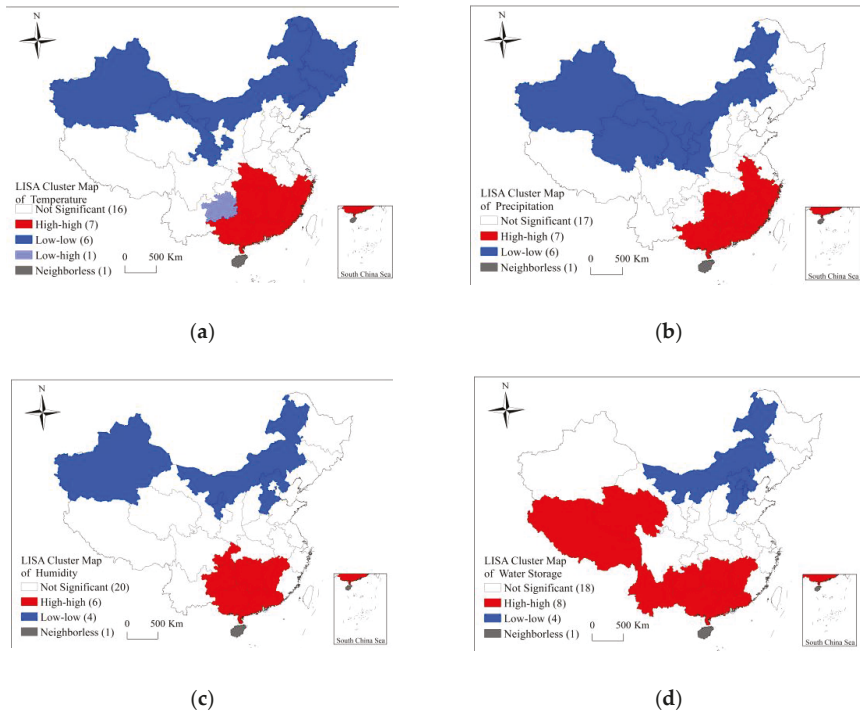 N
LISA Cluster Map
of Temperature
Not Significant (16)
High-high (7)
Low-low (6)
Low-high (1)
Neighborless (1)
0 500 Km
South China Sea
(a)
N
LISA Cluster Map
of Precipitation
Not Significant (17)
High-high (7)
Low-low (6)
Neighborless (1)
0 500 Km
South China Sea
(b)
N
LISA Cluster Map
of Humidity
Not Significant (20)
High-high (6)
Low-low (4)
Neighborless (1)
0 500 Km
South China Sea
(c)
N
LISA Cluster Map
of Water Storage
Not Significant (18)
High-high (8)
Low-low (4)
Neighborless (1)
0 500 Km
South China Sea
(d)